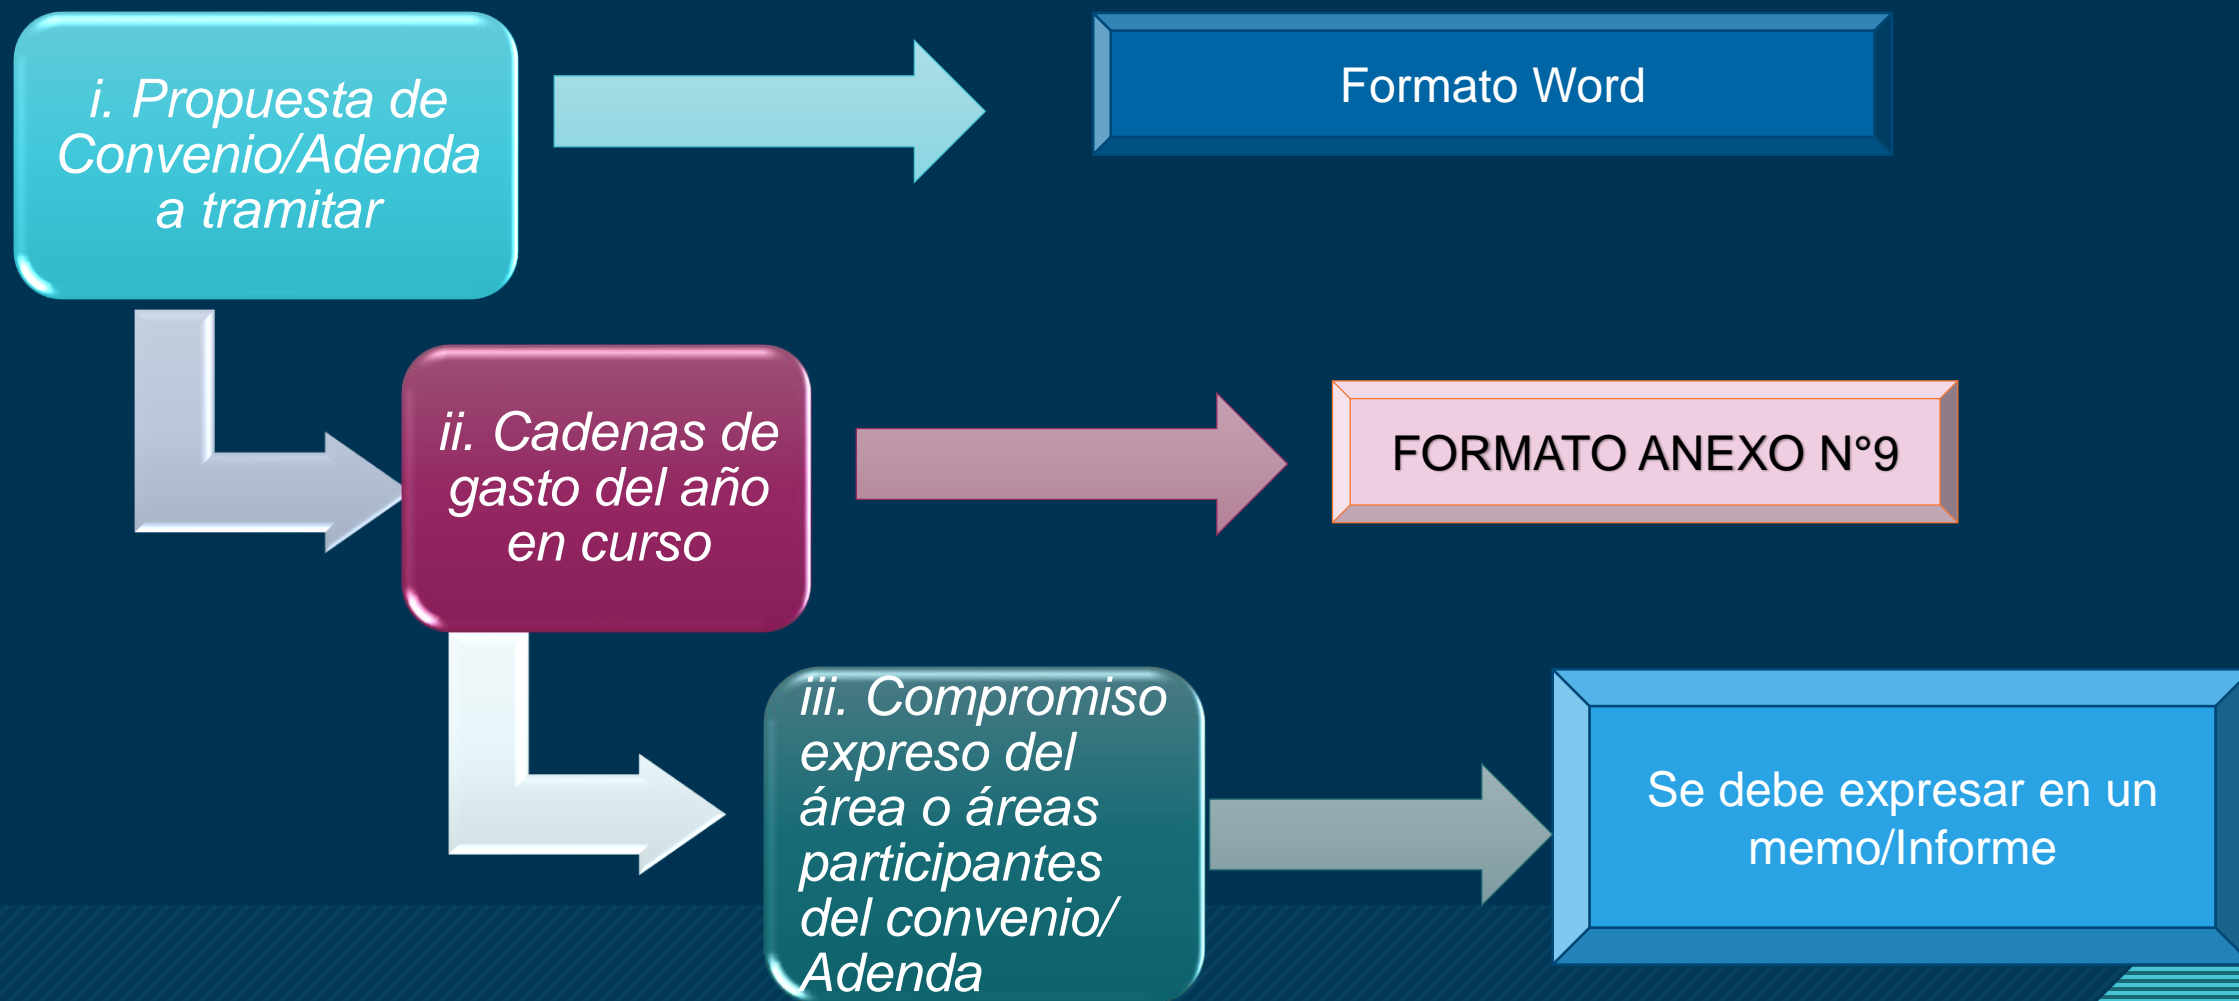 i. Propuesta de
Convenio/Adenda
a tramitar
Formato Word
ii. Cadenas de
gasto del año
en curso
FORMATO ANEXO N°9
iii. Compromiso
expreso del
área o áreas
participantes
del convenio/
Adenda
Se debe expresar en un
memo/Informe